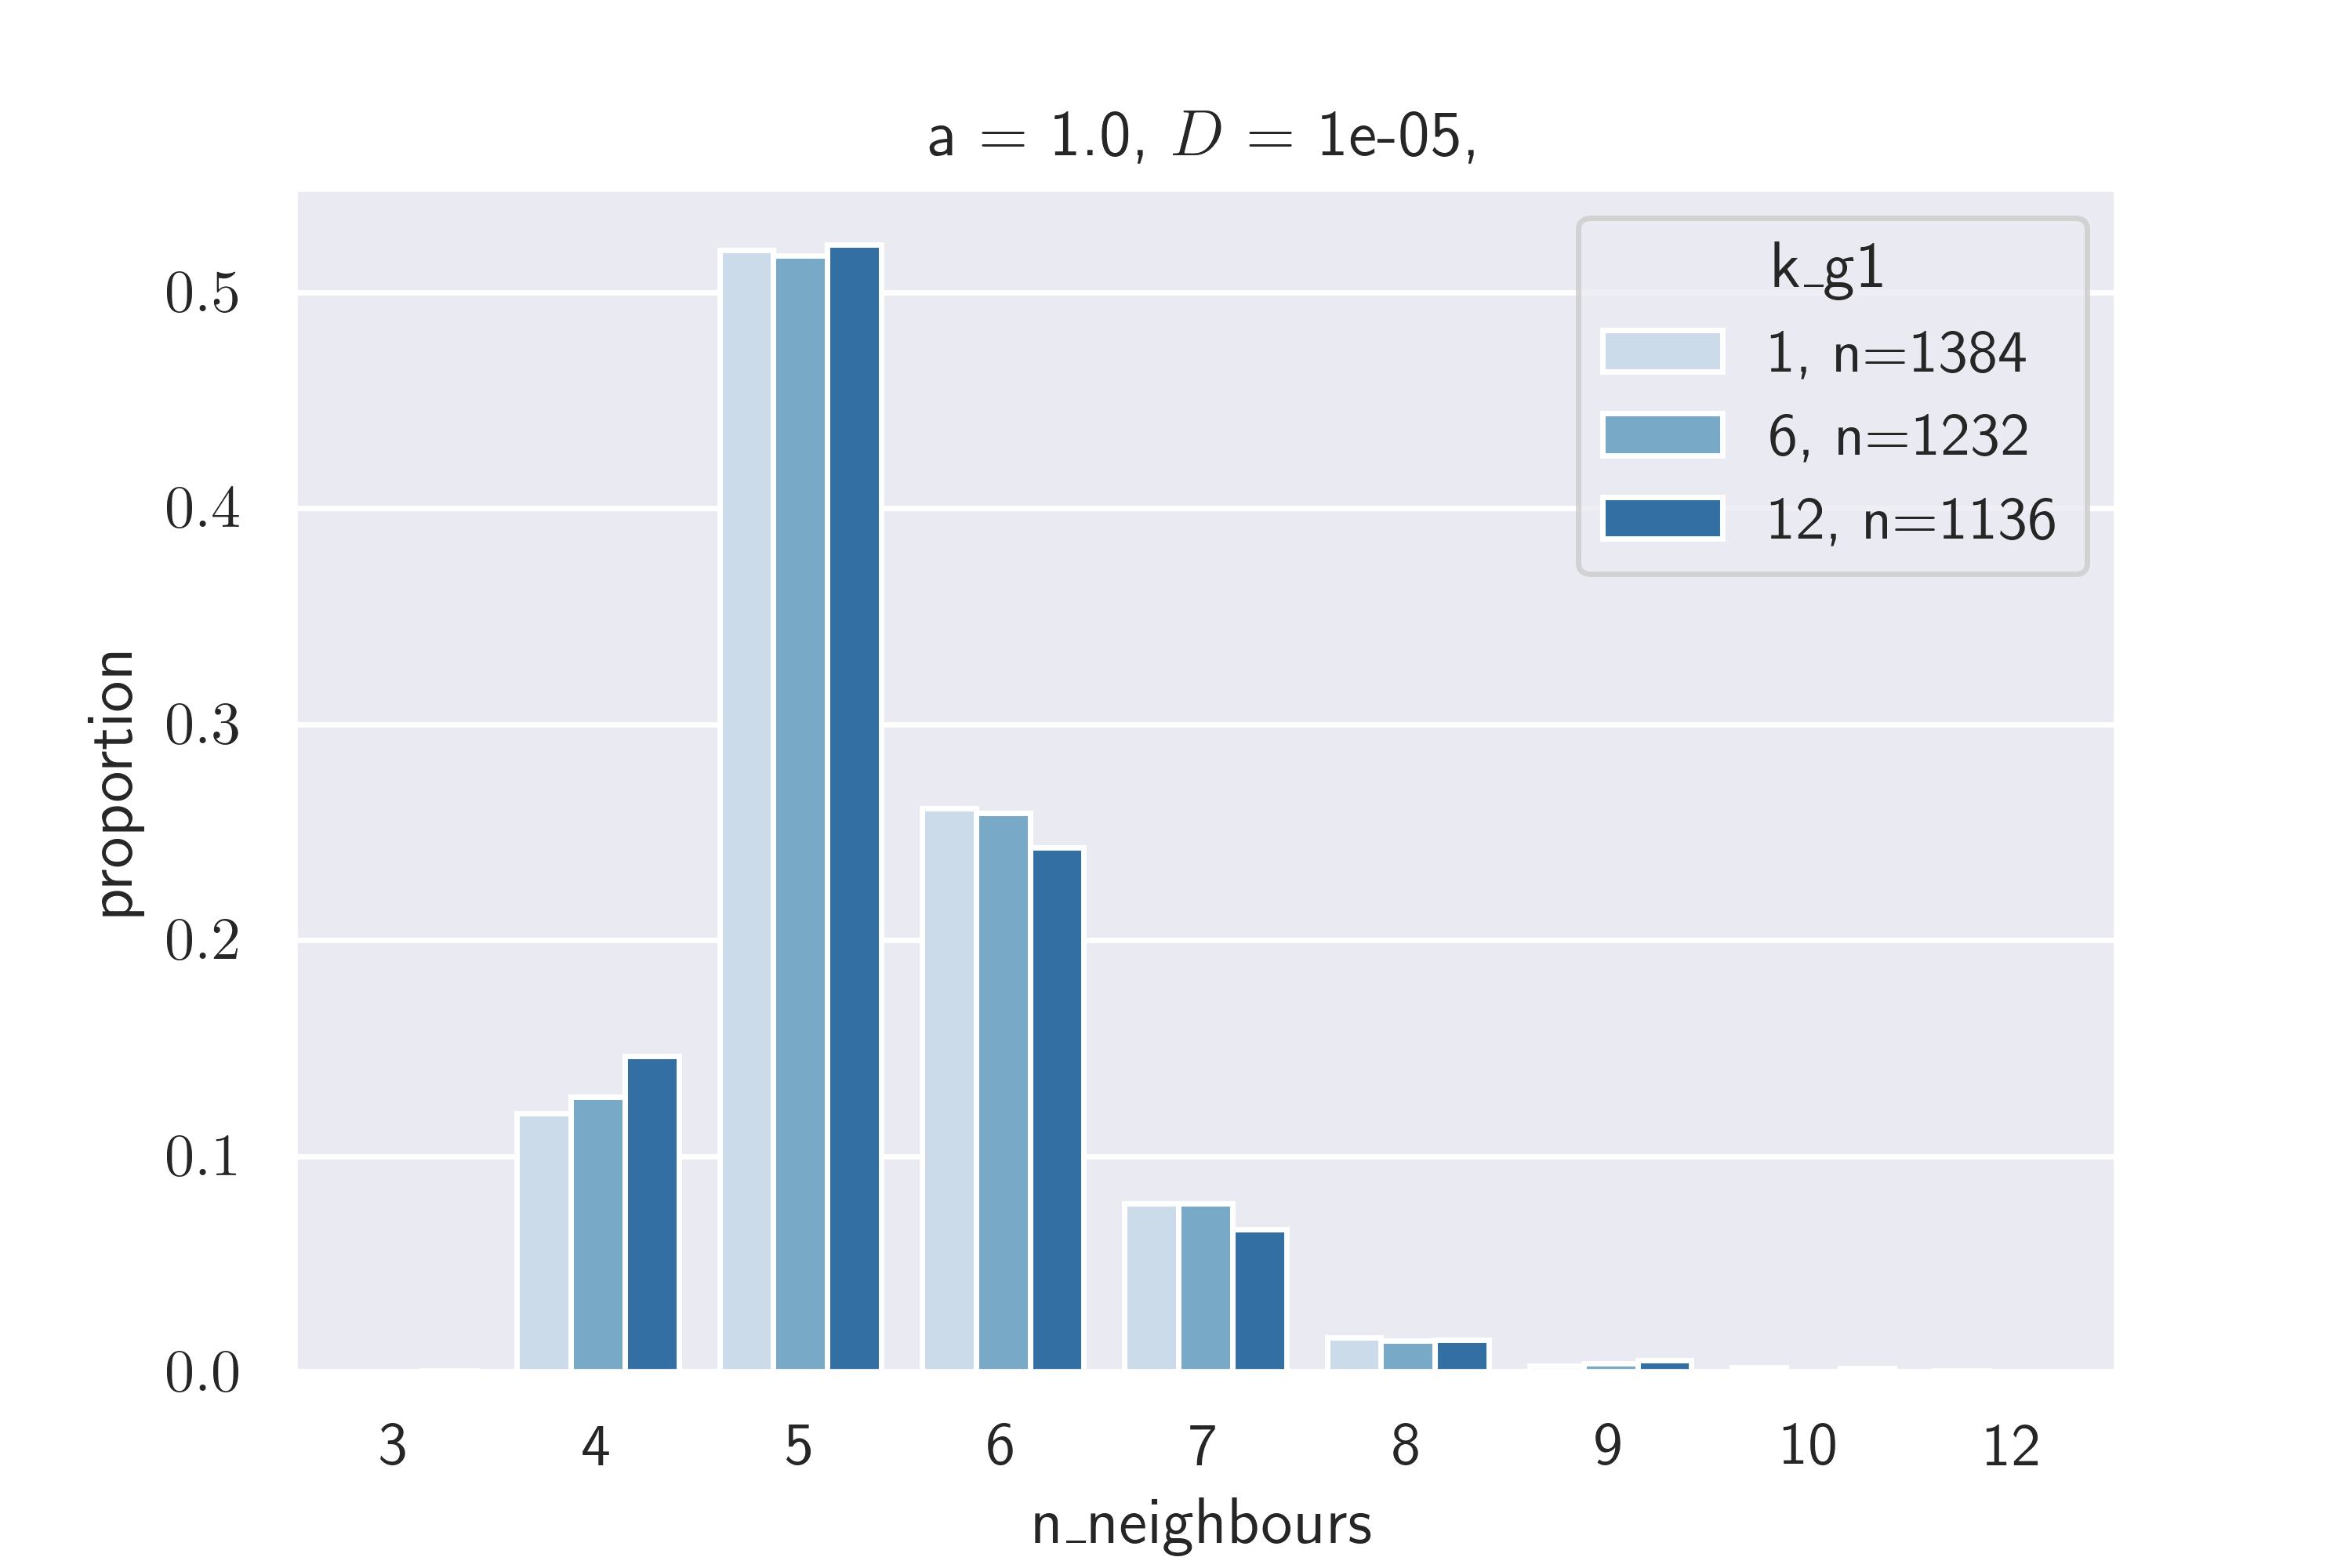 a = 1.0, D = 1e-05,
k_g1
1, n=1384
6, n=1232
12, n=1136
proportion
0.5
0.4
0.3
0.2
0.1
0.0
3 4 5 6 7 8 9 10 12
n_neighbours